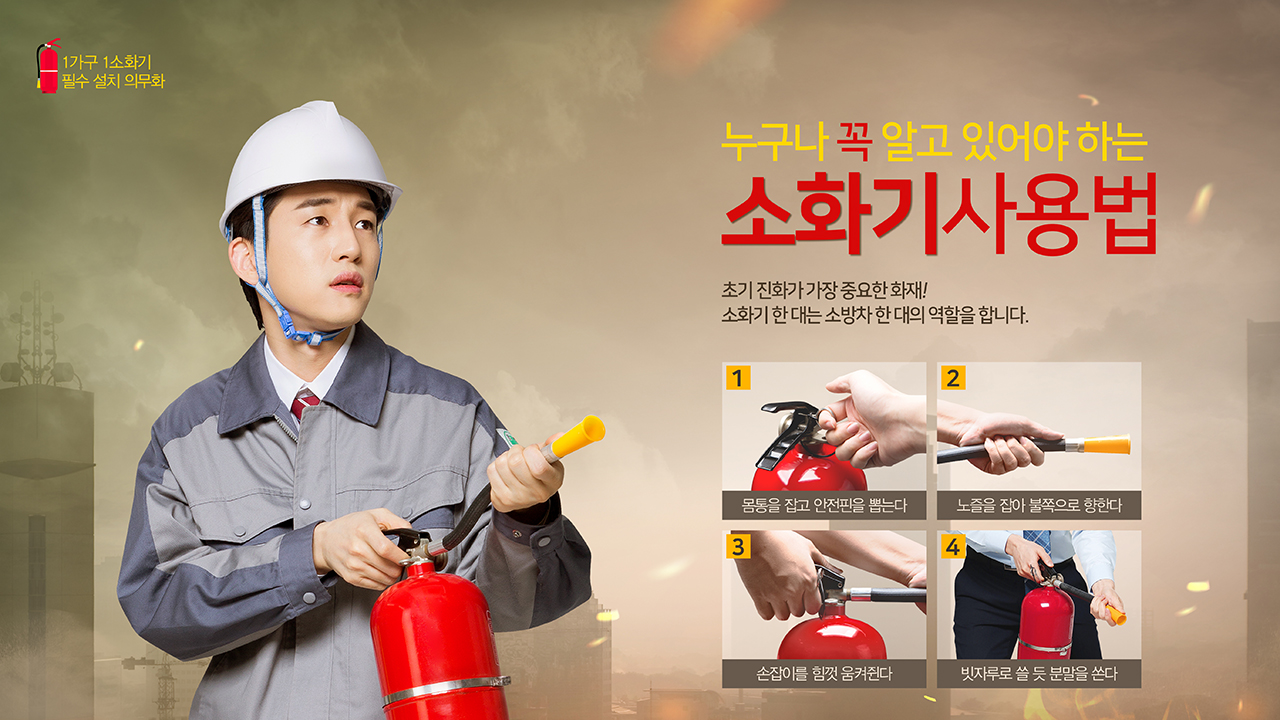 1가구 1소화기
필수 설치 의무화
누구나 꼭 알고 있어야 하는
소화기사용법
초기 진화가 가장 중요한 화재!
소화기 한 대는 소방차 한 대의 역할을 합니다.
1
몸통을 잡고 안전핀을 뽑는다
2
노즐을 잡아 불쪽으로 향한다
3
손잡이를 힘껏 움켜쥔다
4
빗자루로 쓸 듯 분말을 쏜다